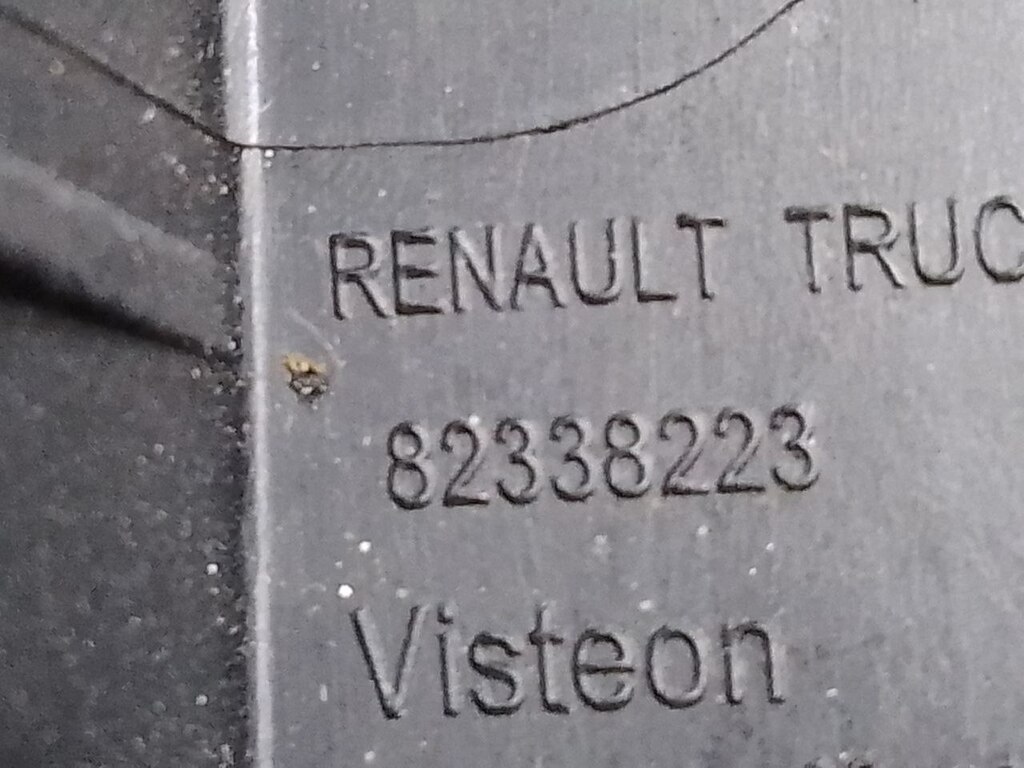 RENAULT TRUC
82338223
Visteon